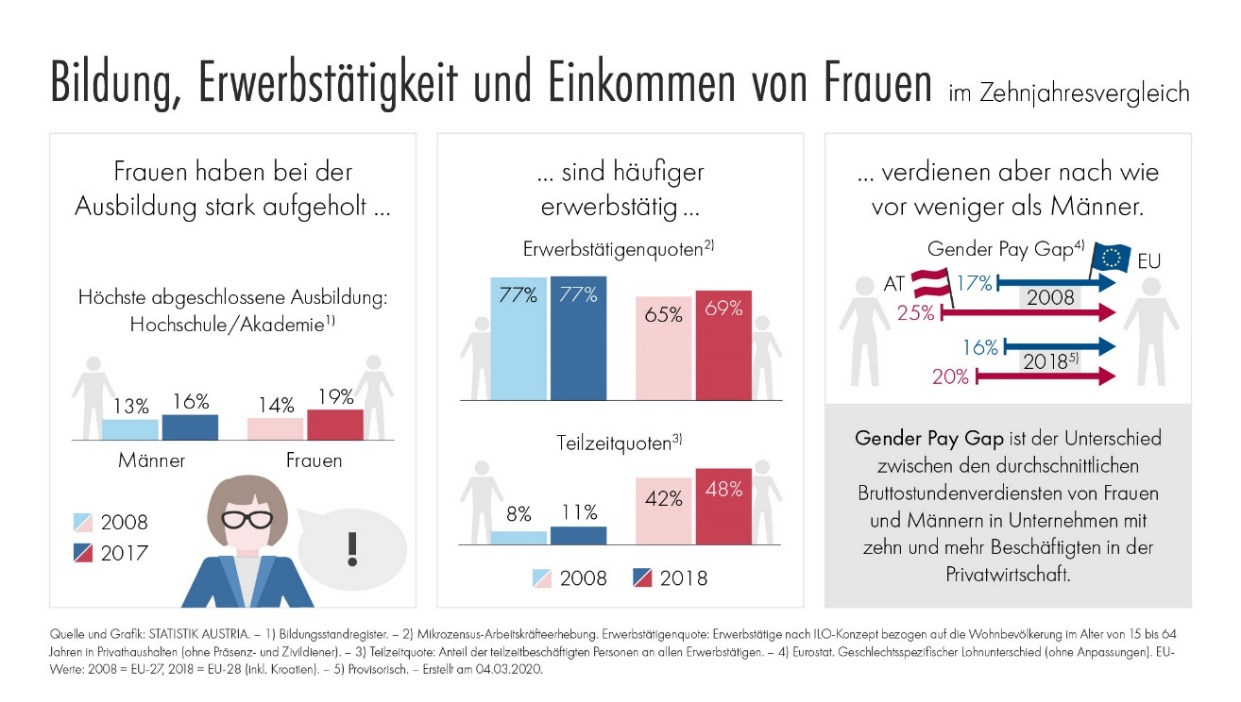 Bildung, Erwerbstätigkeit und Einkommen von Frauen im Zehnjahresvergleich
Frauen haben bei der
Ausbildung stark aufgeholt ...
Höchste abgeschlossene Ausbildung:
Hochschule/Akademie1)
13% 16% 14% 19%
Männer Frauen
2008
2017
!
... sind häufiger
erwerbstätig ...
Erwerbstätigenquoten2)
77% 77% 65% 69%
Teilzeitquoten3)
8% 11% 42% 48%
2008 2018
... verdienen aber nach wie
vor weniger als Männer.
Gender Pay Gap4)
EU
AT 17%
2008
25%
16%
20185)
20%
Gender Pay Gap ist der Unterschied
zwischen den durchschnittlichen
Bruttostundenverdiensten von Frauen
und Männern in Unternehmen mit
zehn und mehr Beschäftigten in der
Privatwirtschaft.
Quelle und Grafik: STATISTIK AUSTRIA. – 1) Bildungsstandregister. – 2) Mikrozensus-Arbeitskräfteerhebung. Erwerbstätigenquote: Erwerbstätige nach ILO-Konzept bezogen auf die Wohnbevölkerung im Alter von 15 bis 64
Jahren in Privathaushalten (ohne Präsenz- und Zivildiener). – 3) Teilzeitquote: Anteil der teilzeitbeschäftigten Personen an allen Erwerbstätigen. – 4) Eurostat. Geschlechtsspezifischer Lohnunterschied (ohne Anpassungen). EU-
Werte: 2008 = EU-27, 2018 = EU-28 (inkl. Kroatien). – 5) Provisorisch. – Erstellt am 04.03.2020.